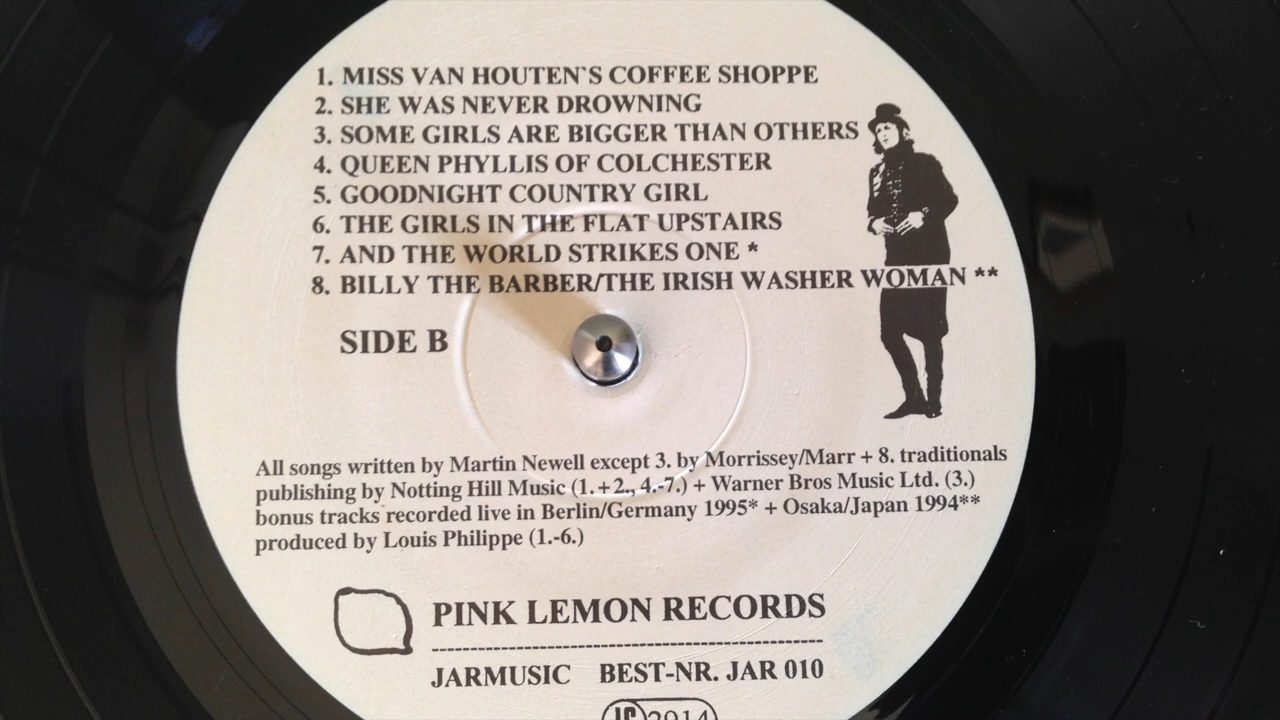 1. MISS VAN HOUTEN`S COFFEE SHOPPE
2. SHE WAS NEVER DROWNING
3. SOME GIRLS ARE BIGGER THAN OTHERS
4. QUEEN PHYLLIS OF COLCHESTER
5. GOODNIGHT COUNTRY GIRL
6. THE GIRLS IN THE FLAT UPSTAIRS
7. AND THE WORLD STRIKES ONE *
8. BILLY THE BARBER/THE IRISH WASHER WOMAN **
SIDE B
All songs written by Martin Newell except 3. by Morrissey/Marr + 8. traditionals
publishing by Notting Hill Music (1.+2., 4.-7.) + Warner Bros Music Ltd. (3.)
bonus tracks recorded live in Berlin/Germany 1995* + Osaka/Japan 1994**
produced by Louis Philippe (1.-6.)
PINK LEMON RECORDS
JARMUSIC BEST-NR. JAR 010
LC 2914